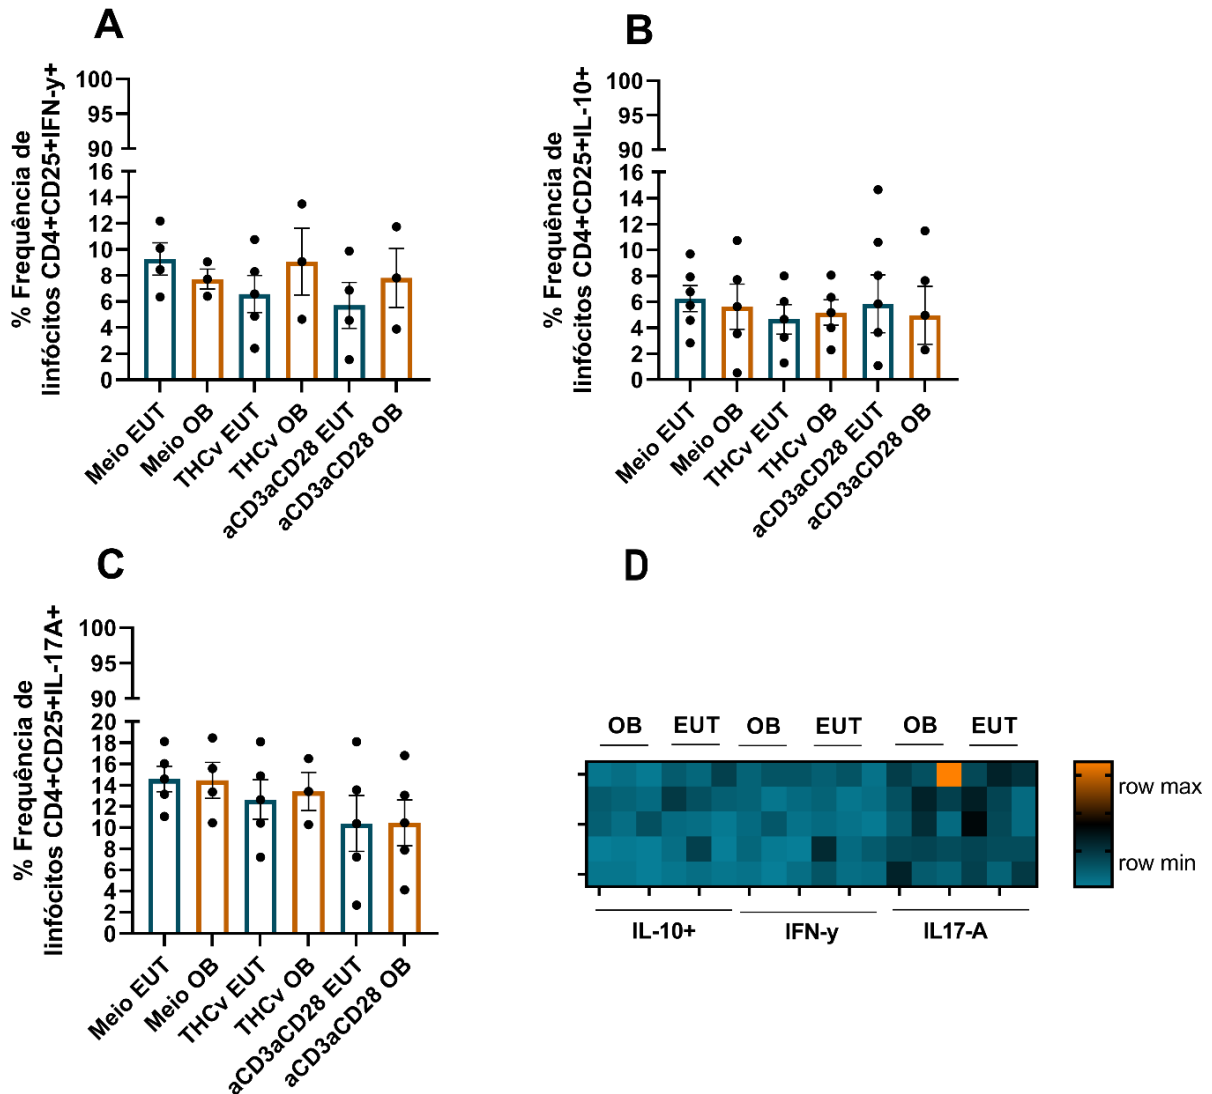 A
% Frequência de
linfócitos CD4+CD25+IFN-y+
100
95
90
16
14
12
10
8
6
4
2
0
Meio EUT
Meio OB
THCv EUT
THCv OB
aCD3aCD28 EUT
aCD3aCD28 OB
B
% Frequência de
linfócitos CD4+CD25+IL-10+
100
95
90
16
14
12
10
8
6
4
2
0
Meio EUT
Meio OB
THCv EUT
THCv OB
aCD3aCD28 EUT
aCD3aCD28 OB
C
% Frequência de
linfócitos CD4+CD25+IL-17A+
100
95
90
20
18
16
14
12
10
8
6
4
2
0
Meio EUT
Meio OB
THCv EUT
THCv OB
aCD3aCD28 EUT
aCD3aCD28 OB
D
OB EUT OB EUT OB EUT
row max
row min
IL-10+ IFN-y IL17-A